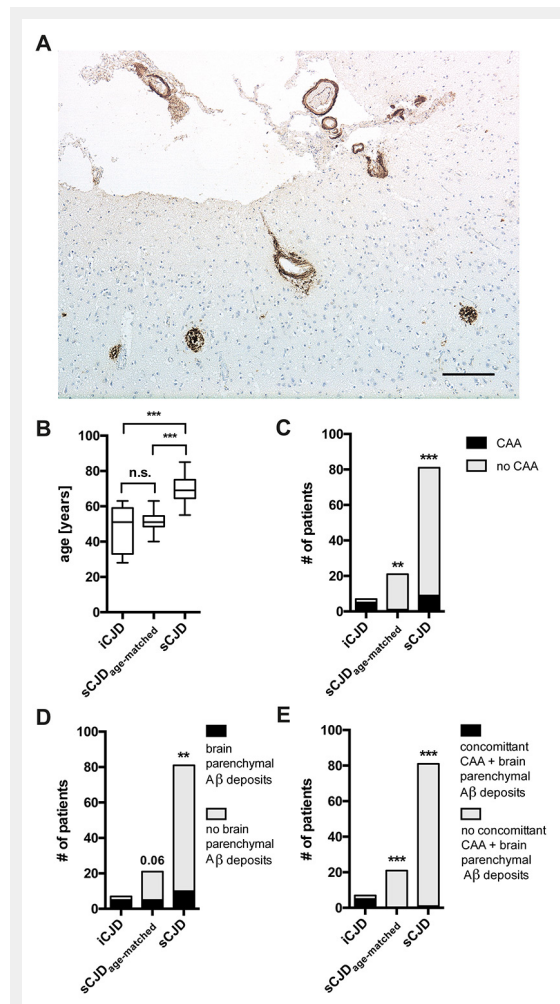 A
B
***
***
n.s.
100
80
60
40
20
0
age [years]
iCJD
sCJDage-matched
sCJD
C
100
80
60
40
20
0
# of patients
**
***
iCJD
sCJDage-matched
sCJD
CAA
no CAA
D
100
80
60
40
20
0
# of patients
0.06
**
iCJD
sCJDage-matched
sCJD
brain
parenchymal
Aβ deposits
no brain
parenchymal
Aβ deposits
E
100
80
60
40
20
0
# of patients
***
***
iCJD
sCJDage-matched
sCJD
concomittant
CAA + brain
parenchymal
Aβ deposits
no concomittant
CAA + brain
parenchymal
Aβ deposits